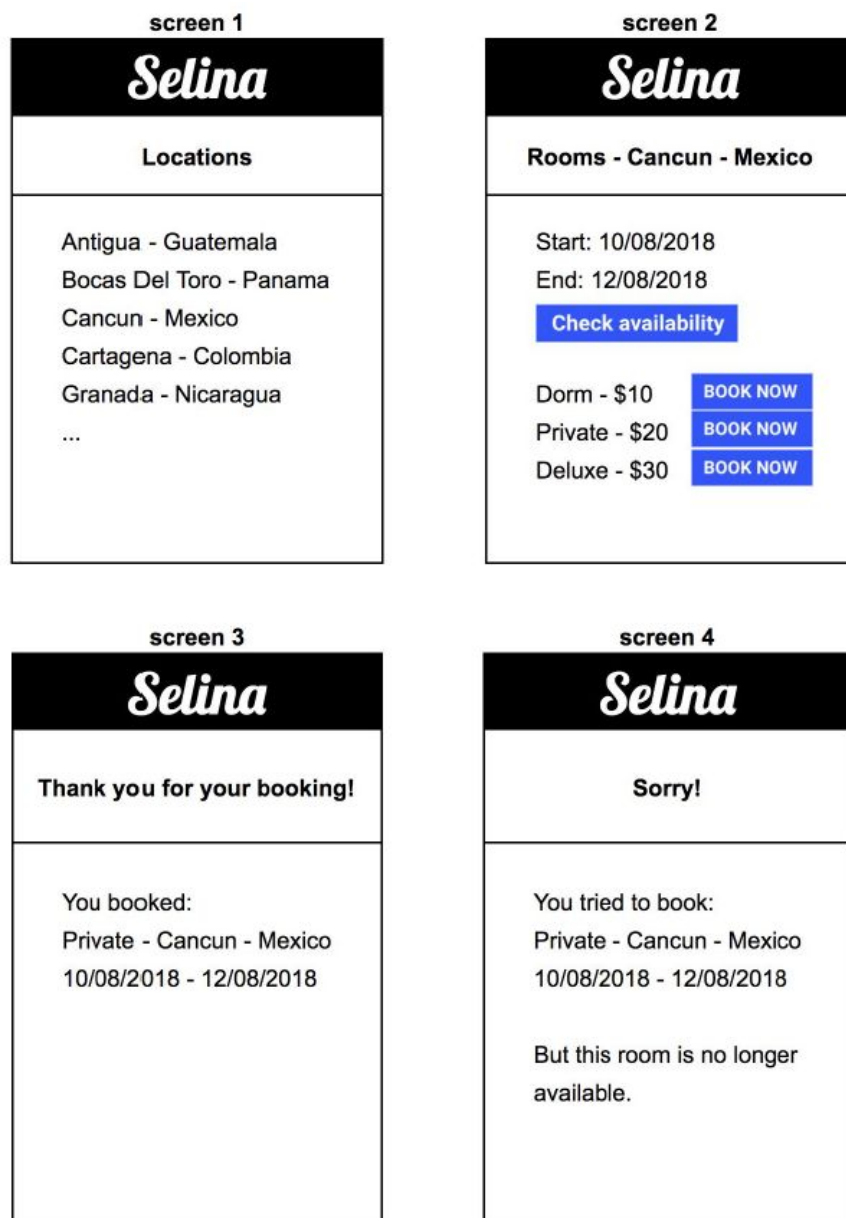 screen 1
Selina
Locations
Antigua - Guatemala
Bocas Del Toro - Panama
Cancun - Mexico
Cartagena - Colombia
Granada - Nicaragua
...
screen 2
Selina
Rooms - Cancun - Mexico
Start: 10/08/2018
End: 12/08/2018
Check availability
Dorm - $10 BOOK NOW
Private - $20 BOOK NOW
Deluxe - $30 BOOK NOW
screen 3
Selina
Thank you for your booking!
You booked:
Private - Cancun - Mexico
10/08/2018 - 12/08/2018
screen 4
Selina
Sorry!
You tried to book:
Private - Cancun - Mexico
10/08/2018 - 12/08/2018
But this room is no longer
available.